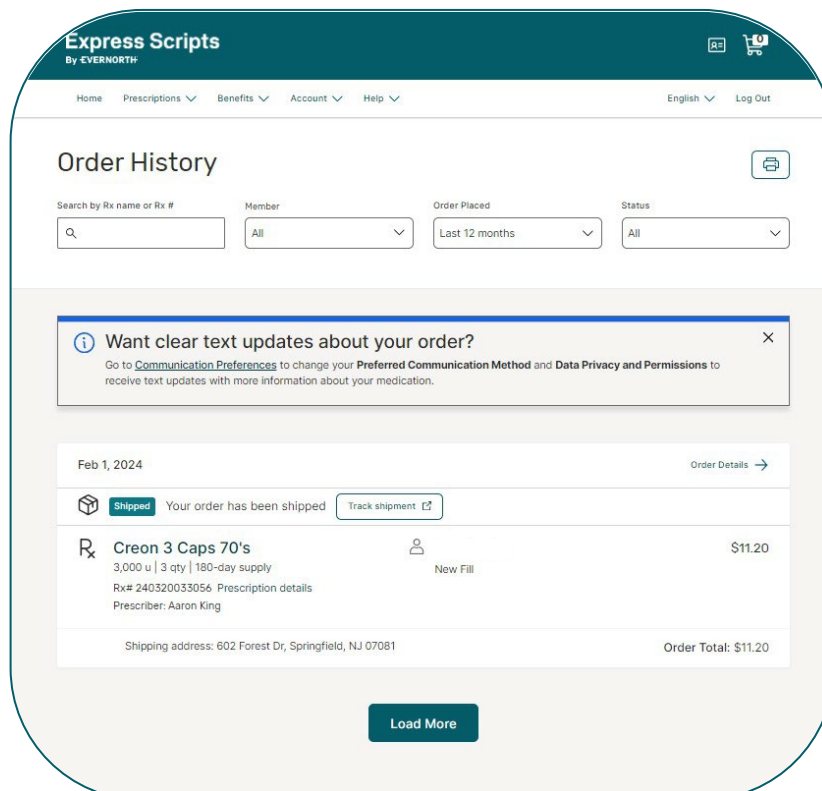 Express Scripts
By EVERNORTH
0
Home Prescriptions Benefits Account Help English Log Out
Order History
Search by Rx name or Rx # Member Order Placed Status
All Last 12 months All
Want clear text updates about your order?
Go to Communication Preferences to change your Preferred Communication Method and Data Privacy and Permissions to
receive text updates with more information about your medication.
Feb 1, 2024 Order Details
Shipped Your order has been shipped Track shipment
Rx Creon 3 Caps 70's $11.20
3,000 u | 3 qty | 180-day supply New Fill
Rx# 240320033056 Prescription details
Prescriber: Aaron King
Shipping address: 602 Forest Dr, Springfield, NJ 07081 Order Total: $11.20
Load More